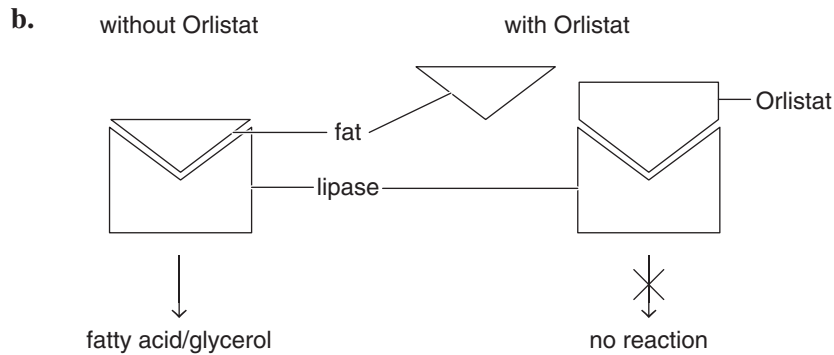 b.
without Orlistat
with Orlistat
Orlistat
fat
lipase
fatty acid/glycerol
no reaction